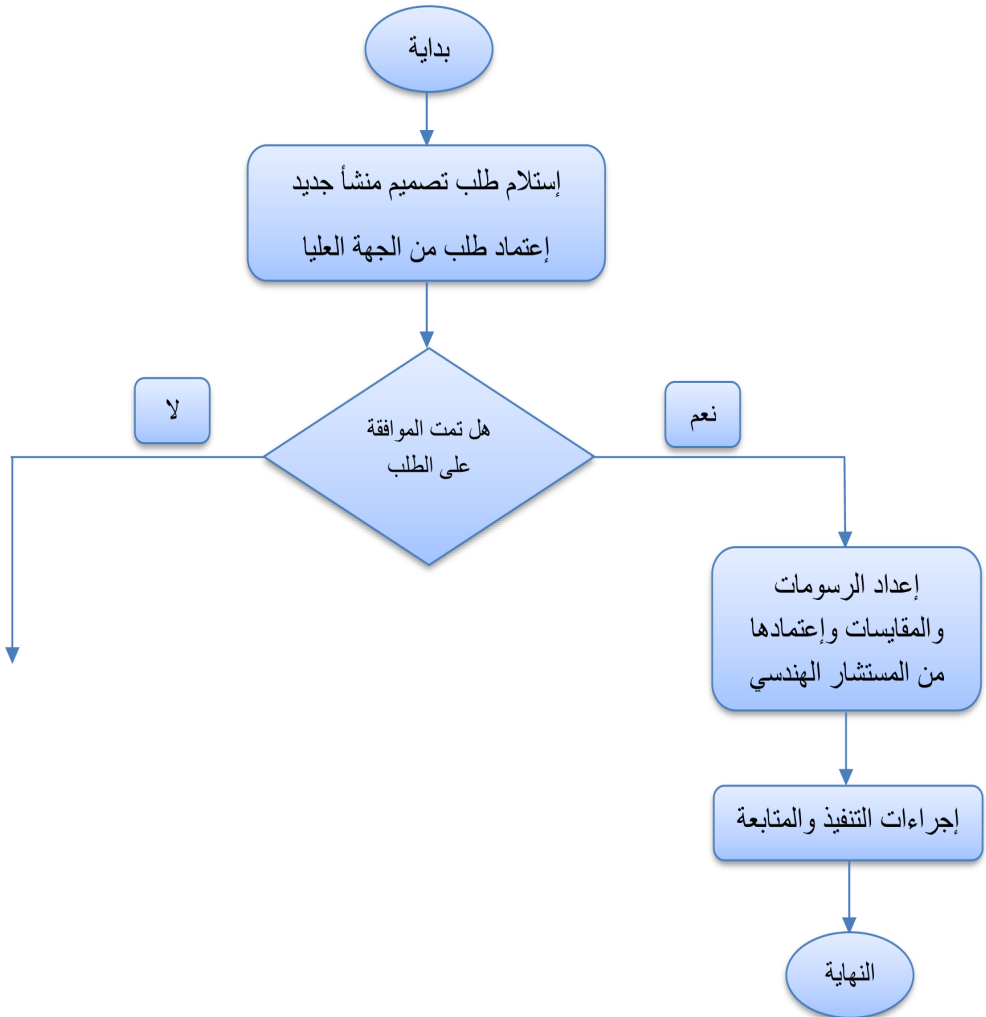 بداية
إستلام طلب تصميم منشأ جديد
إعتماد طلب من الجهة العليا
هل تمت الموافقة
على الطلب
نعم
لا
إعداد الرسومات
والمقايسات وإعتمادها
من المستشار الهندسي
إجراءات التنفيذ والمتابعة
النهاية